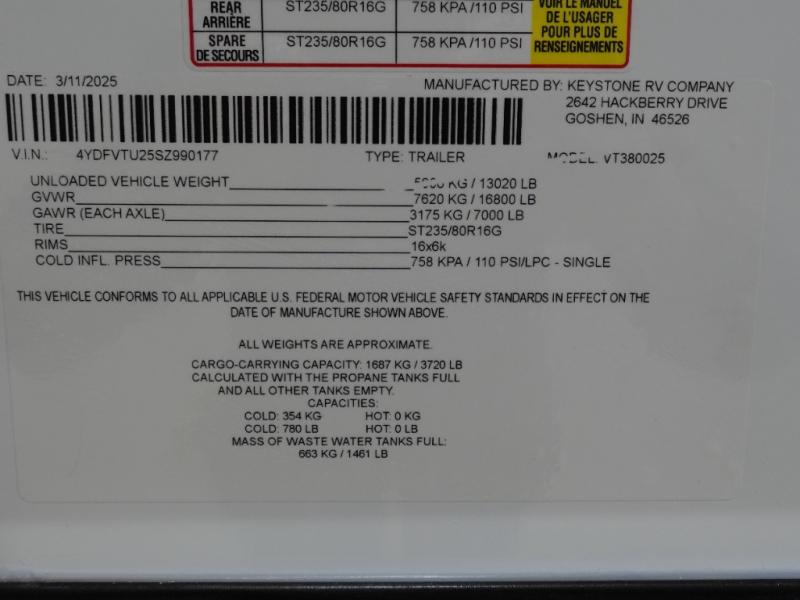 REAR ST235/80R16G 758 KPA /110 PSI VOIR LE MANUEL
ARRIÈRE DE L'USAGER
POUR PLUS DE
SPARE ST235/80R16G 758 KPA /110 PSI RENSEIGNEMENTS
DE SECOURS
DATE: 3/11/2025 MANUFACTURED BY: KEYSTONE RV COMPANY
2642 HACKBERRY DRIVE
GOSHEN, IN 46526
V.I.N.: 4YDFVTU25SZ990177 TYPE: TRAILER VT380025
UNLOADED VEHICLE WEIGHT KG / 13020 LB
GVWR 7620 KG / 16800 LB
GAWR (EACH AXLE) 3175 KG / 7000 LB
TIRE ST235/80R16G
RIMS 16x6k
COLD INFL. PRESS 758 KPA / 110 PSI/LPC - SINGLE
THIS VEHICLE CONFORMS TO ALL APPLICABLE U.S. FEDERAL MOTOR VEHICLE SAFETY STANDARDS IN EFFECT ON THE
DATE OF MANUFACTURE SHOWN ABOVE.
ALL WEIGHTS ARE APPROXIMATE.
CARGO-CARRYING CAPACITY: 1687 KG / 3720 LB
CALCULATED WITH THE PROPANE TANKS FULL
AND ALL OTHER TANKS EMPTY.
CAPACITIES:
COLD: 354 KG HOT: 0 KG
COLD: 780 LB HOT: 0 LB
MASS OF WASTE WATER TANKS FULL:
663 KG / 1461 LB